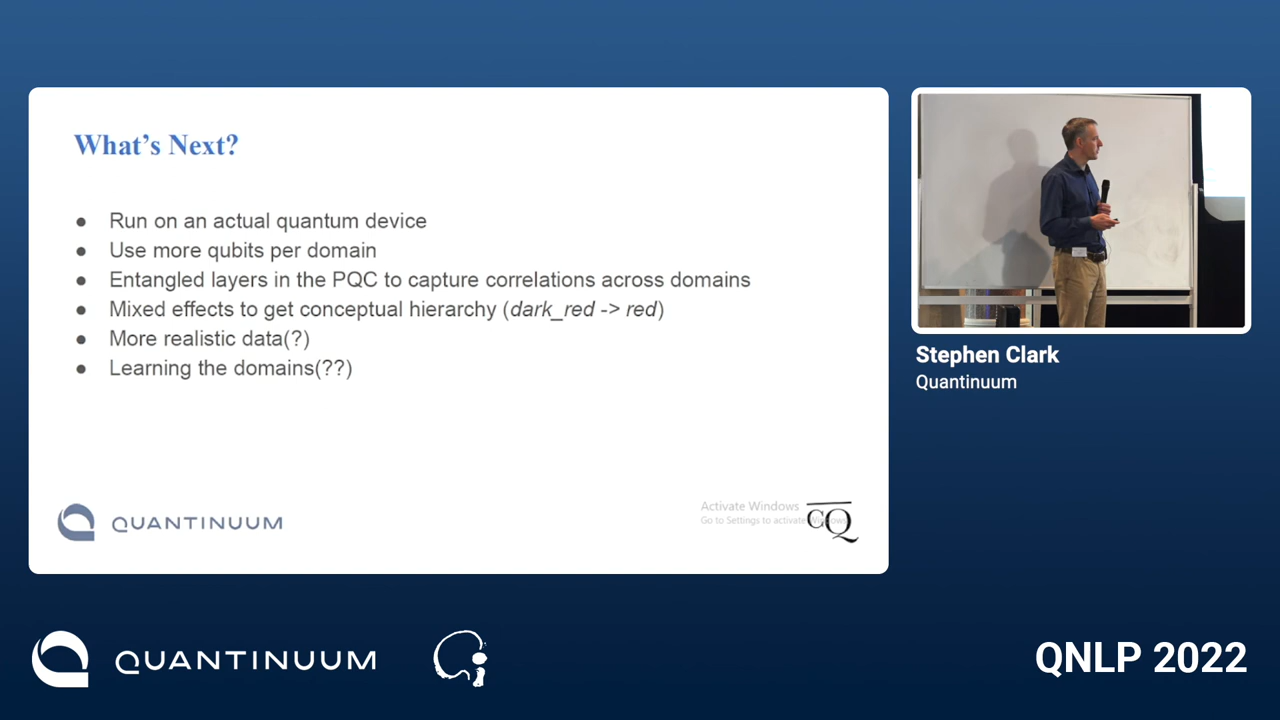 What's Next?
● Run on an actual quantum device
● Use more qubits per domain
● Entangled layers in the PQC to capture correlations across domains
● Mixed effects to get conceptual hierarchy (dark_red -> red)
● More realistic data(?)
● Learning the domains(??)
QUANTINUUM
Activate Windows
Go to Settings to activate Windows.
CQ
Stephen Clark
Quantinuum
QUANTINUUM
QNLP 2022